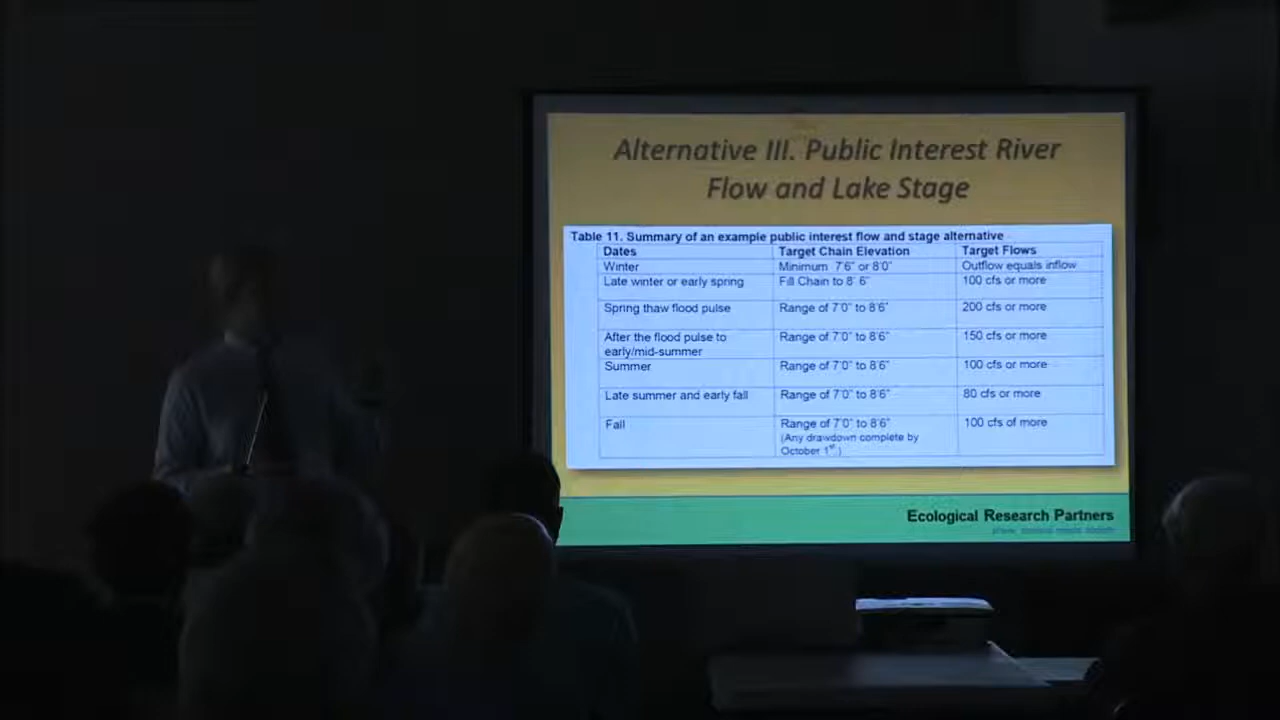 Alternative III. Public Interest River
Flow and Lake Stage
Table 11. Summary of an example public interest flow and stage alternative
Dates Target Chain Elevation Target Flows
Winter Minimum 7'6" or 8'0" Outflow equals inflow
Late winter or early spring Fill Chain to 8' 6" 100 cfs or more
Spring thaw flood pulse Range of 7'0" to 8'6" 200 cfs or more
After the flood pulse to Range of 7'0" to 8'6" 150 cfs or more
early/mid-summer
Summer Range of 7'0" to 8'6" 100 cfs or more
Late summer and early fall Range of 7'0" to 8'6" 80 cfs or more
Fall Range of 7'0" to 8'6" 100 cfs of more
(Any drawdown complete by
October 1st.)
Ecological Research Partners